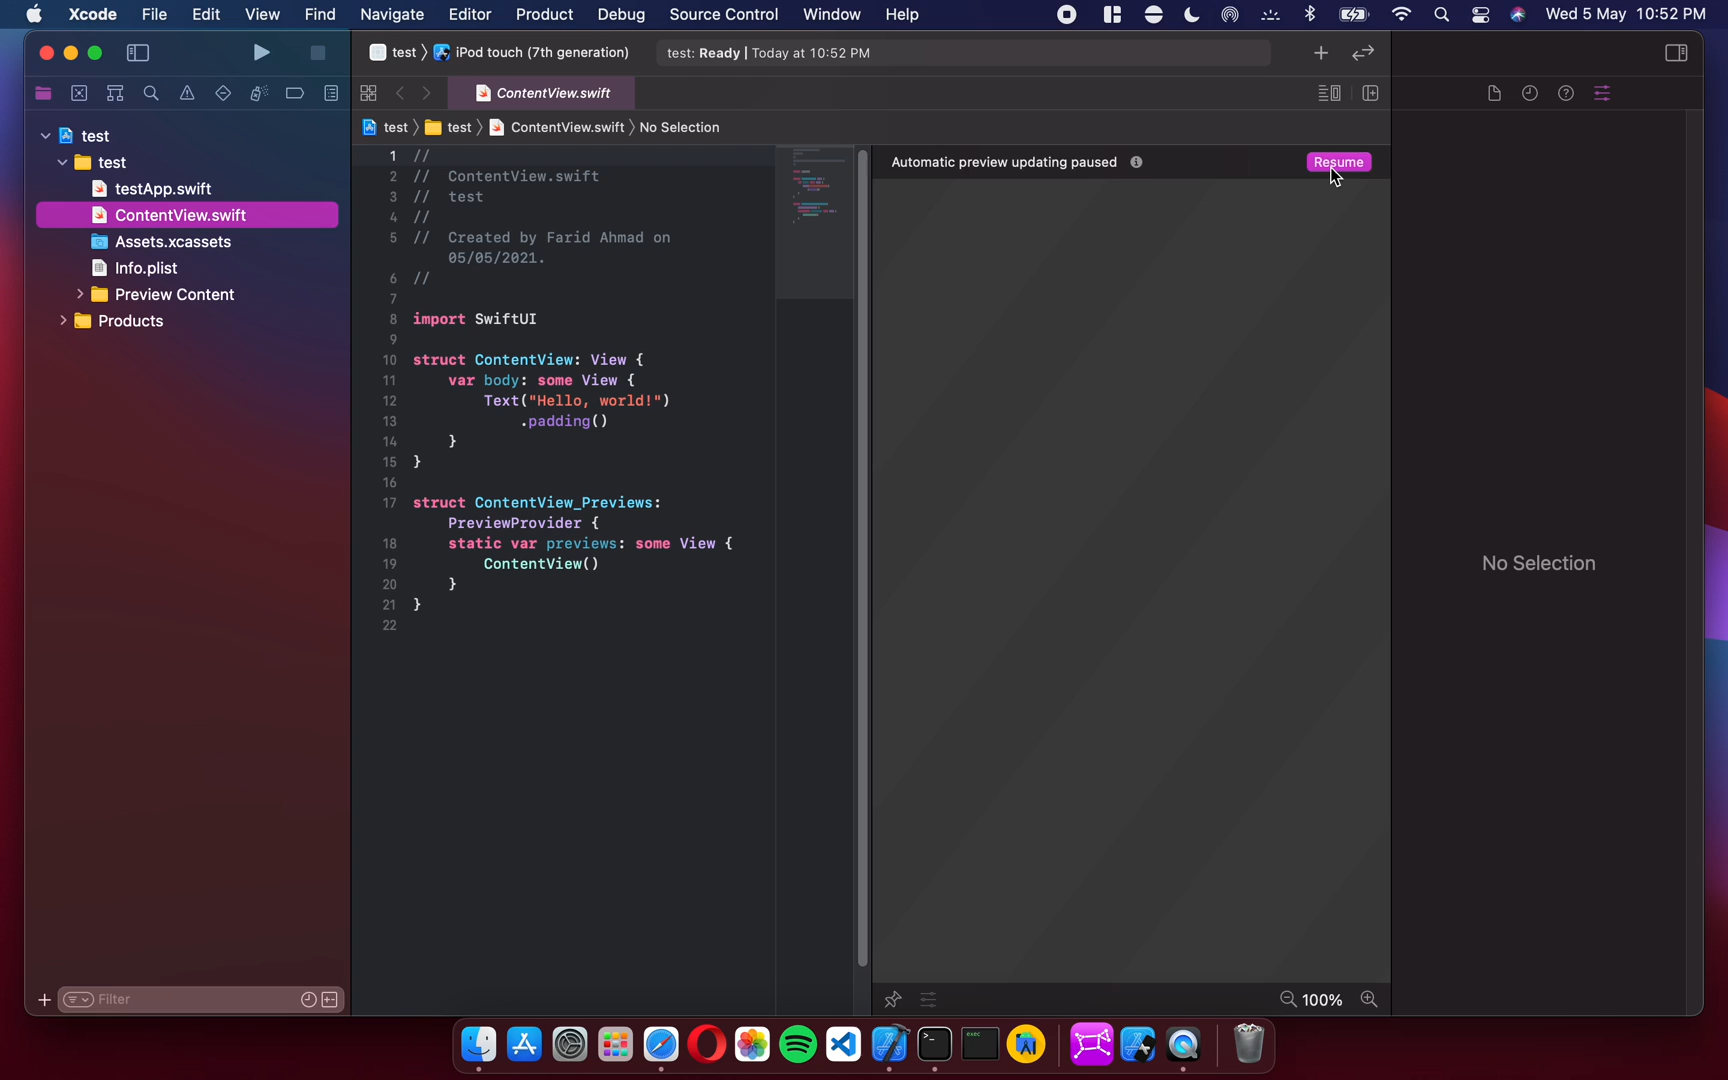 Xcode File Edit View Find Navigate Editor Product Debug Source Control Window Help Wed 5 May 10:52 PM
test iPod touch (7th generation) test: Ready | Today at 10:52 PM
ContentView.swift
test test ContentView.swift No Selection
test
test
testApp.swift
ContentView.swift
Assets.xcassets
Info.plist
Preview Content
Products
Filter
1 //
2 // ContentView.swift
3 // test
4 //
5 // Created by Farid Ahmad on
05/05/2021.
6 //
7
8 import SwiftUI
9
10 struct ContentView: View {
11 var body: some View {
12 Text("Hello, world!")
13 .padding()
14 }
15 }
16
17 struct ContentView_Previews:
PreviewProvider {
18 static var previews: some View {
19 ContentView()
20 }
21 }
22
Automatic preview updating paused Resume
100%
No Selection
exec